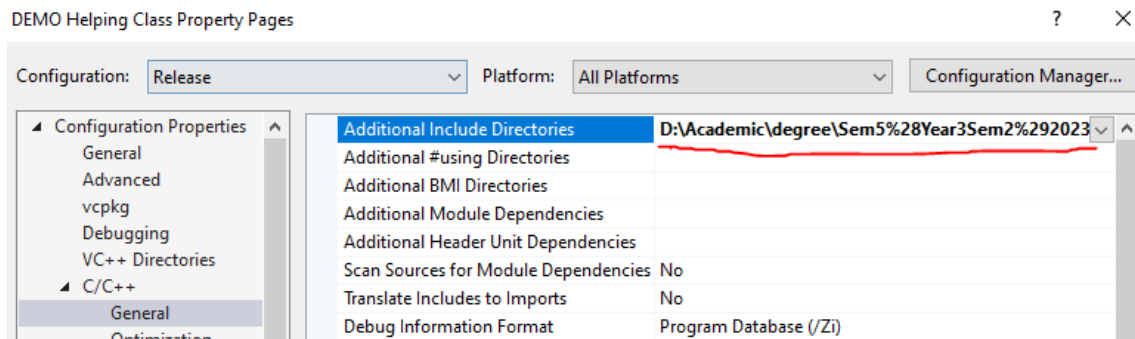 DEMO Helping Class Property Pages ? X
Configuration: Release Platform: All Platforms Configuration Manager...
Configuration Properties
General
Advanced
vcpkg
Debugging
VC++ Directories
C/C++
General
Optimization
Additional Include Directories D:\Academic\degree\Sem5%28Year3Sem2%292023
Additional #using Directories
Additional BMI Directories
Additional Module Dependencies
Additional Header Unit Dependencies
Scan Sources for Module Dependencies No
Translate Includes to Imports No
Debug Information Format Program Database (/Zi)